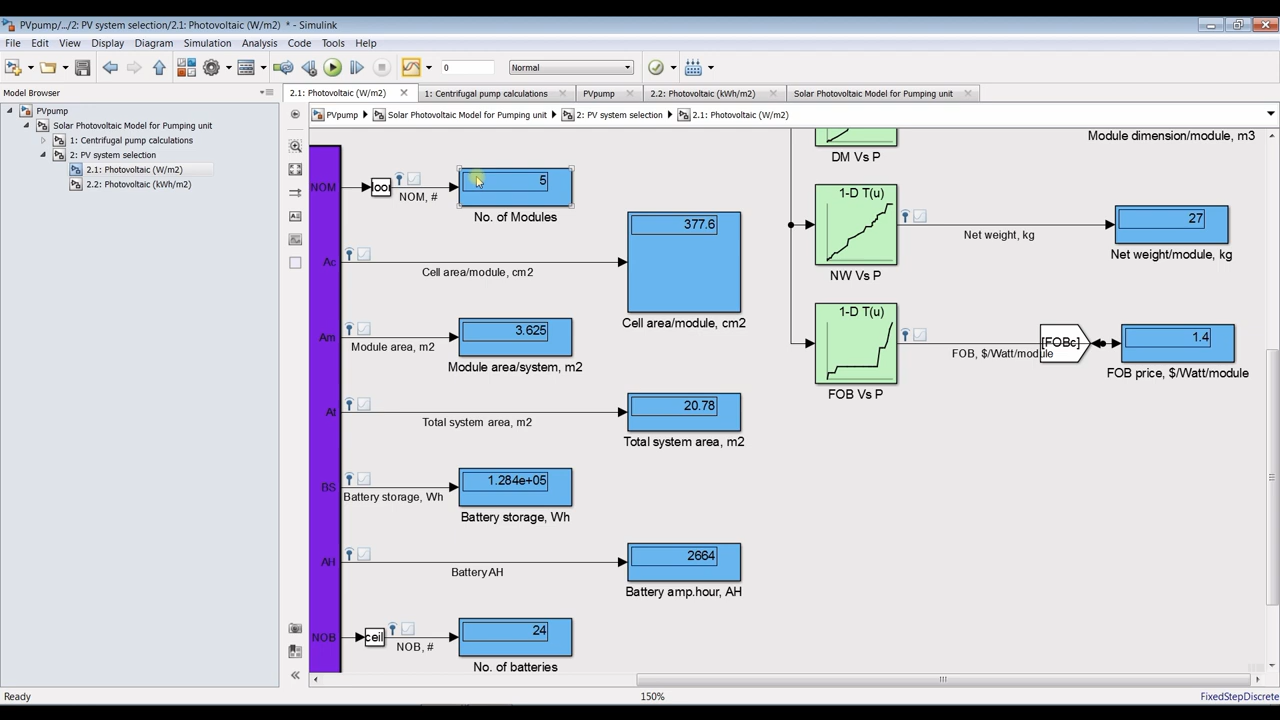 PVpump/.../2: PV system selection/2.1: Photovoltaic (W/m2) * - Simulink
File Edit View Display Diagram Simulation Analysis Code Tools Help
0
Normal
Model Browser
2.1: Photovoltaic (W/m2)
1: Centrifugal pump calculations
PVpump
2.2: Photovoltaic (kWh/m2)
Solar Photovoltaic Model for Pumping unit
PVpump
Solar Photovoltaic Model for Pumping unit
2: PV system selection
2.1: Photovoltaic (W/m2)
PVpump
Solar Photovoltaic Model for Pumping unit
1: Centrifugal pump calculations
2: PV system selection
2.1: Photovoltaic (W/m2)
2.2: Photovoltaic (kWh/m2)
NOM
NOM, #
5
No. of Modules
Ac
Cell area/module, cm2
377.6
Cell area/module, cm2
Am
Module area, m2
3.625
Module area/system, m2
At
Total system area, m2
20.78
Total system area, m2
BS
Battery storage, Wh
1.284e+05
Battery storage, Wh
AH
Battery AH
2664
Battery amp.hour, AH
NOB
ceil
NOB, #
24
No. of batteries
DM Vs P
Module dimension/module, m3
1-D T(u)
NW Vs P
Net weight, kg
27
Net weight/module, kg
1-D T(u)
FOB Vs P
FOB, $/Watt/module
[FOBc]
1.4
FOB price, $/Watt/module
Ready
150%
FixedStepDiscrete